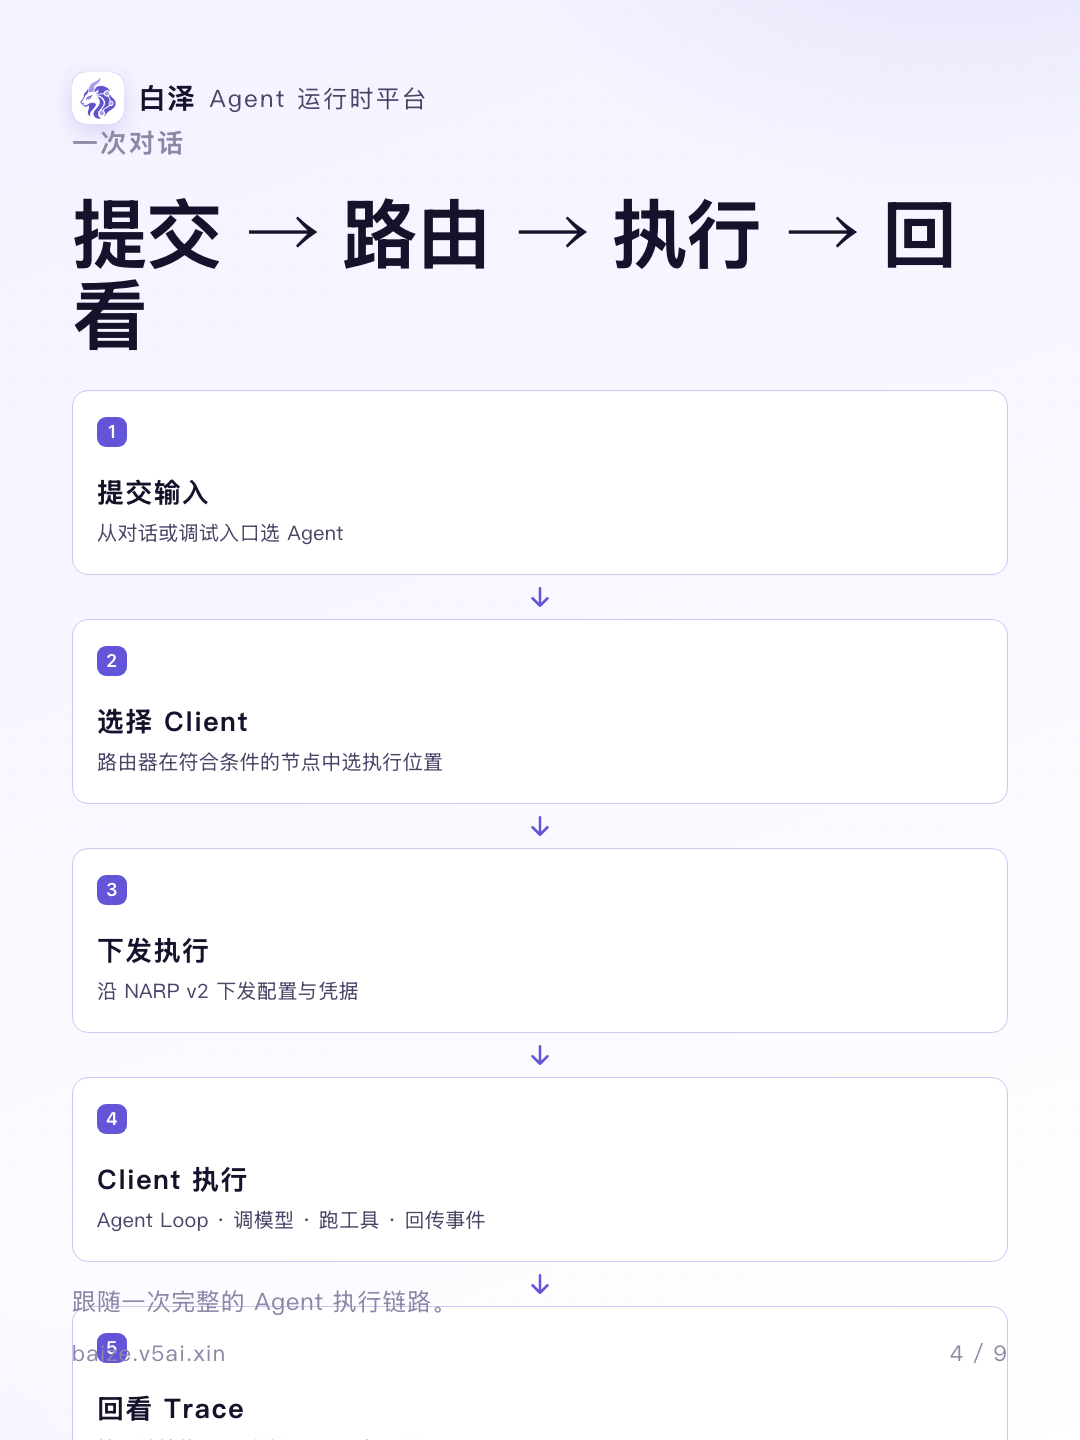 白泽 Agent 运行时平台
一次对话
提交 → 路由 → 执行 → 回
看
1
提交输入
从对话或调试入口选 Agent
↓
2
选择 Client
路由器在符合条件的节点中选执行位置
↓
3
下发执行
沿 NARP v2 下发配置与凭据
↓
4
Client 执行
Agent Loop · 调模型 · 跑工具 · 回传事件
↓
跟随一次完整的 Agent 执行链路。
5
baize.v5ai.xin
4 / 9
回看 Trace